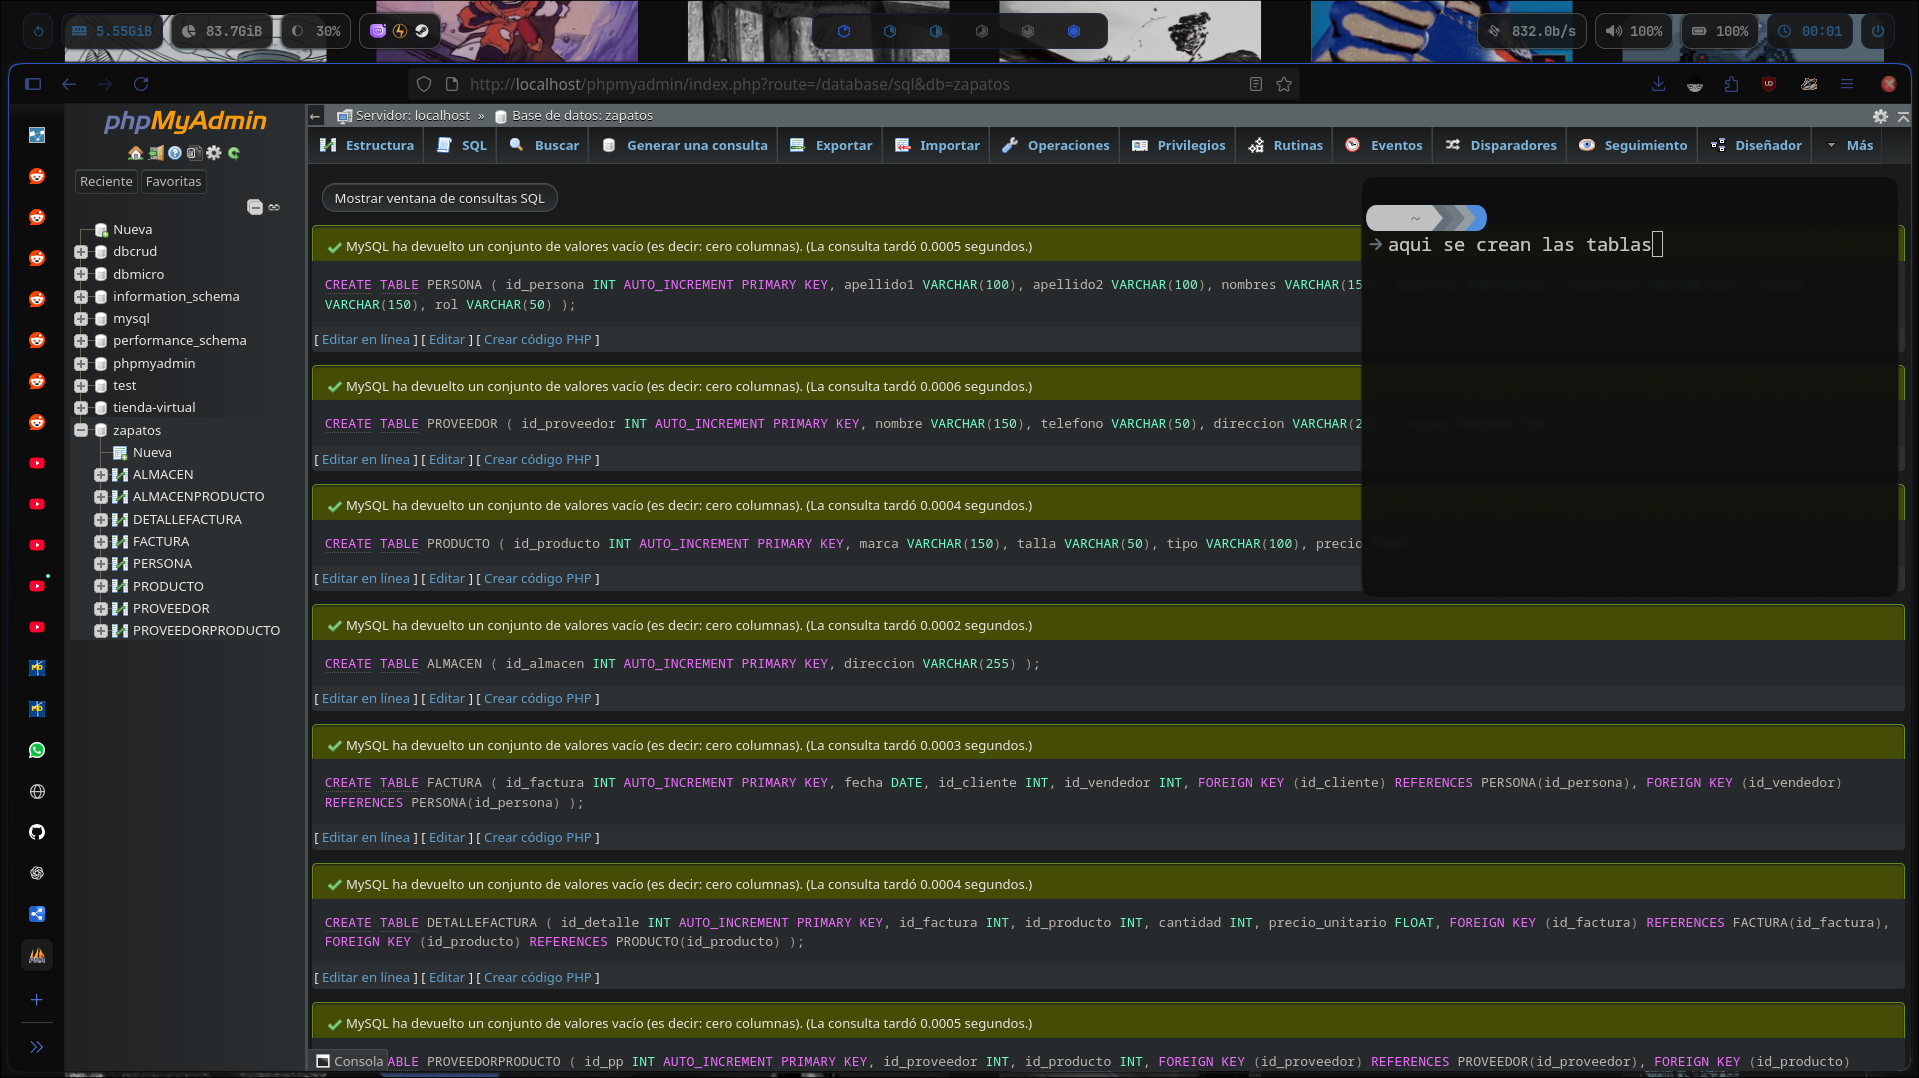 5.55GiB 83.7GiB 30% 832.0b/s 100% 100% 00:01
http://localhost/phpmyadmin/index.php?route=/database/sql&db=zapatos
phpMyAdmin
Reciente Favoritas
Nueva
dbcrud
dbmicro
information_schema
mysql
performance_schema
phpmyadmin
test
tienda-virtual
zapatos
Nueva
ALMACEN
ALMACENPRODUCTO
DETALLEFACTURA
FACTURA
PERSONA
PRODUCTO
PROVEEDOR
PROVEEDORPRODUCTO
← Servidor: localhost » Base de datos: zapatos
Estructura SQL Buscar Generar una consulta Exportar Importar Operaciones Privilegios Rutinas Eventos Disparadores Seguimiento Diseñador Más
Mostrar ventana de consultas SQL
~
→ aqui se crean las tablas
MySQL ha devuelto un conjunto de valores vacío (es decir: cero columnas). (La consulta tardó 0.0005 segundos.)
CREATE TABLE PERSONA ( id_persona INT AUTO_INCREMENT PRIMARY KEY, apellido1 VARCHAR(100), apellido2 VARCHAR(100), nombres VARCHAR(15
VARCHAR(150), rol VARCHAR(50) );
[ Editar en línea ] [ Editar ] [ Crear código PHP ]
MySQL ha devuelto un conjunto de valores vacío (es decir: cero columnas). (La consulta tardó 0.0006 segundos.)
CREATE TABLE PROVEEDOR ( id_proveedor INT AUTO_INCREMENT PRIMARY KEY, nombre VARCHAR(150), telefono VARCHAR(50), direccion VARCHAR(2
[ Editar en línea ] [ Editar ] [ Crear código PHP ]
MySQL ha devuelto un conjunto de valores vacío (es decir: cero columnas). (La consulta tardó 0.0004 segundos.)
CREATE TABLE PRODUCTO ( id_producto INT AUTO_INCREMENT PRIMARY KEY, marca VARCHAR(150), talla VARCHAR(50), tipo VARCHAR(100), precio
[ Editar en línea ] [ Editar ] [ Crear código PHP ]
MySQL ha devuelto un conjunto de valores vacío (es decir: cero columnas). (La consulta tardó 0.0002 segundos.)
CREATE TABLE ALMACEN ( id_almacen INT AUTO_INCREMENT PRIMARY KEY, direccion VARCHAR(255) );
[ Editar en línea ] [ Editar ] [ Crear código PHP ]
MySQL ha devuelto un conjunto de valores vacío (es decir: cero columnas). (La consulta tardó 0.0003 segundos.)
CREATE TABLE FACTURA ( id_factura INT AUTO_INCREMENT PRIMARY KEY, fecha DATE, id_cliente INT, id_vendedor INT, FOREIGN KEY (id_cliente) REFERENCES PERSONA(id_persona), FOREIGN KEY (id_vendedor)
REFERENCES PERSONA(id_persona) );
[ Editar en línea ] [ Editar ] [ Crear código PHP ]
MySQL ha devuelto un conjunto de valores vacío (es decir: cero columnas). (La consulta tardó 0.0004 segundos.)
CREATE TABLE DETALLEFACTURA ( id_detalle INT AUTO_INCREMENT PRIMARY KEY, id_factura INT, id_producto INT, cantidad INT, precio_unitario FLOAT, FOREIGN KEY (id_factura) REFERENCES FACTURA(id_factura),
FOREIGN KEY (id_producto) REFERENCES PRODUCTO(id_producto) );
[ Editar en línea ] [ Editar ] [ Crear código PHP ]
MySQL ha devuelto un conjunto de valores vacío (es decir: cero columnas). (La consulta tardó 0.0005 segundos.)
Consola ABLE PROVEEDORPRODUCTO ( id_pp INT AUTO_INCREMENT PRIMARY KEY, id_proveedor INT, id_producto INT, FOREIGN KEY (id_proveedor) REFERENCES PROVEEDOR(id_proveedor), FOREIGN KEY (id_producto)